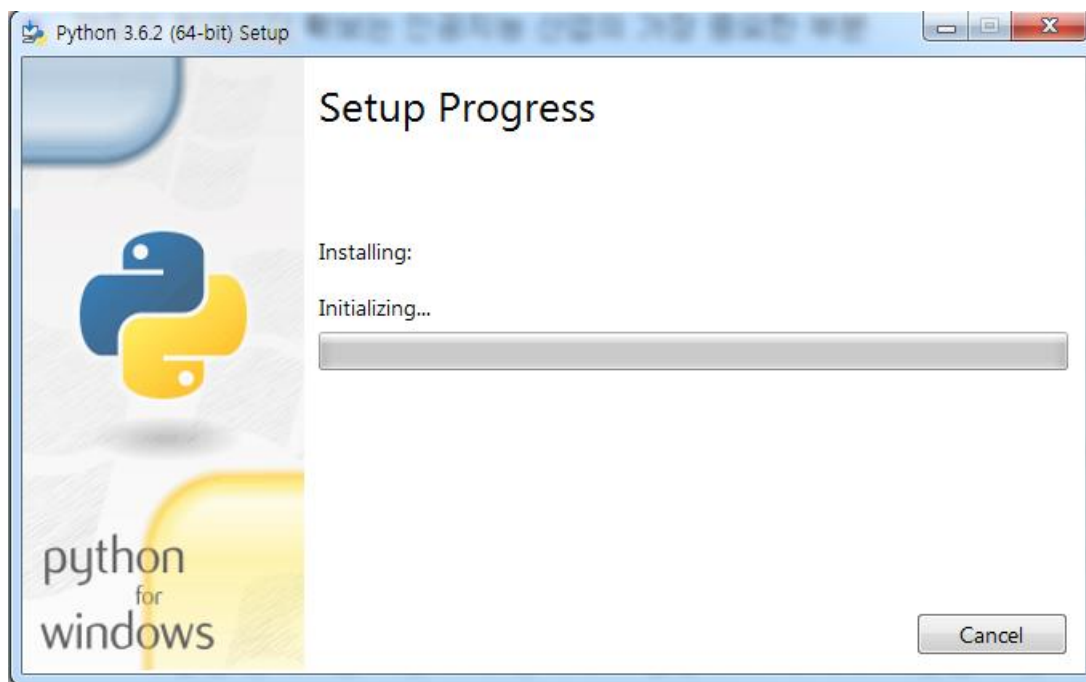 Python 3.6.2 (64-bit) Setup
Setup Progress
Installing:
Initializing...
python
for
windows
Cancel